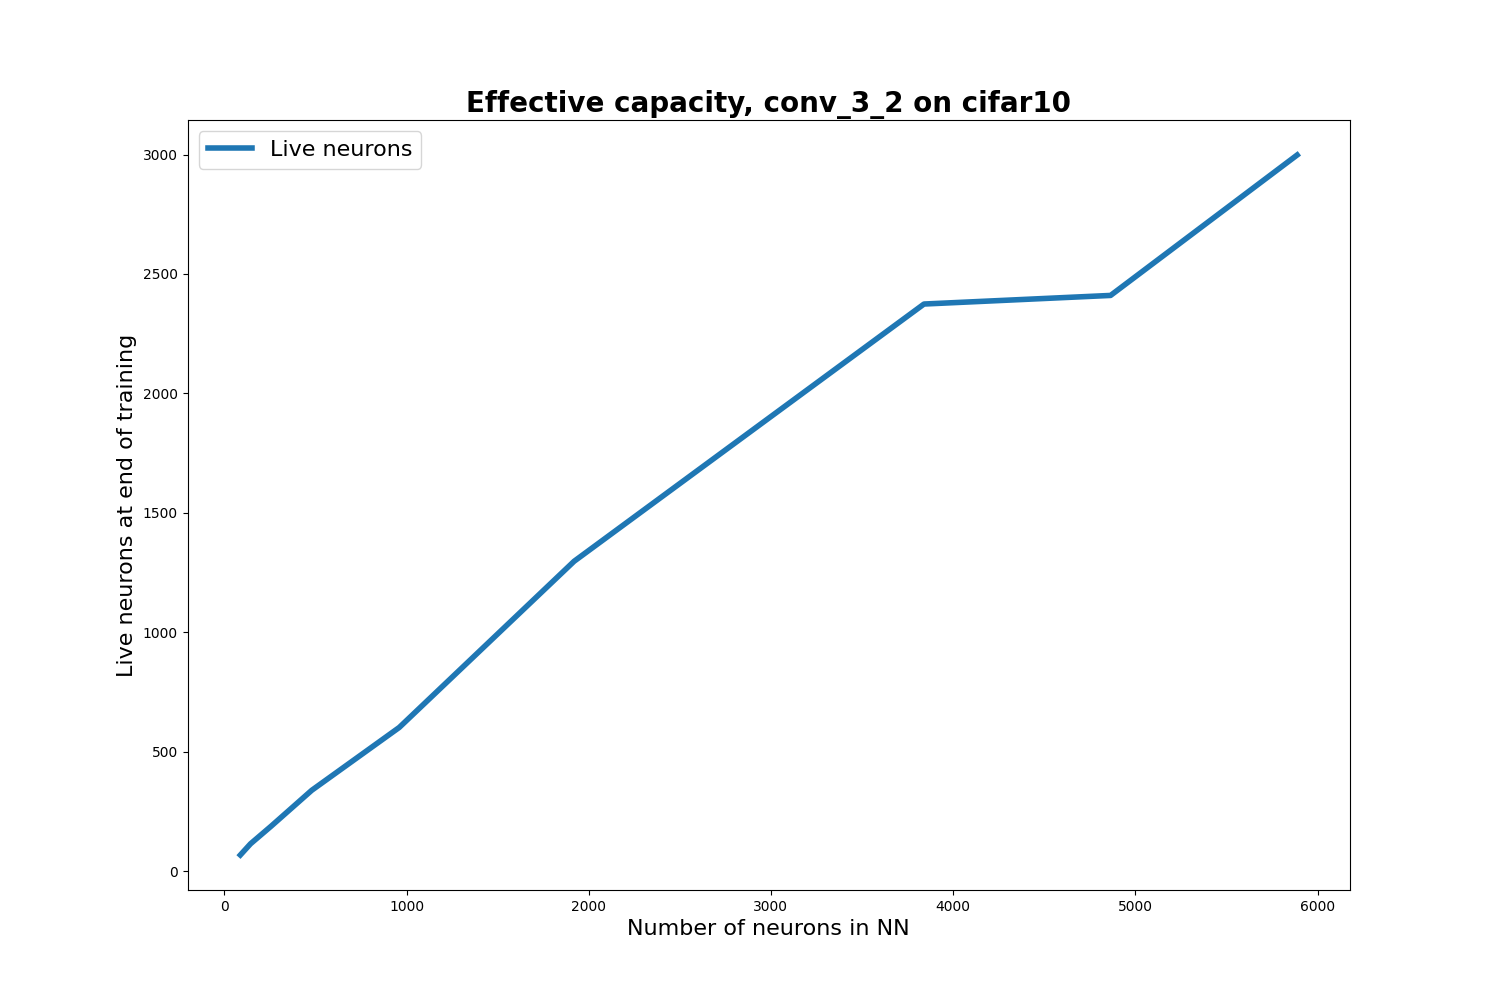 Effective capacity, conv_3_2 on cifar10
Live neurons
3000
2500
2000
1500
1000
500
0
Live neurons at end of training
0 1000 2000 3000 4000 5000 6000
Number of neurons in NN